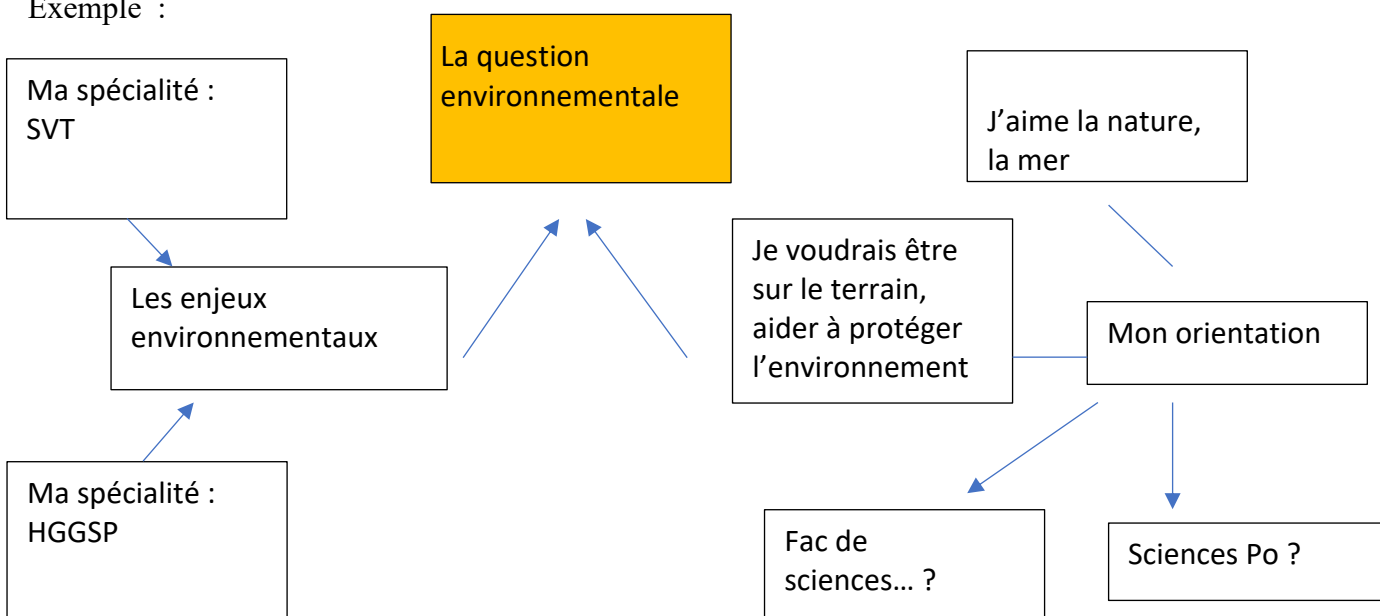 Exemple :
La question
environnementale
Ma spécialité :
SVT
J’aime la nature,
la mer
Les enjeux
environnementaux
Je voudrais être
sur le terrain,
aider à protéger
l’environnement
Mon orientation
Ma spécialité :
HGGSP
Fac de
sciences… ?
Sciences Po ?